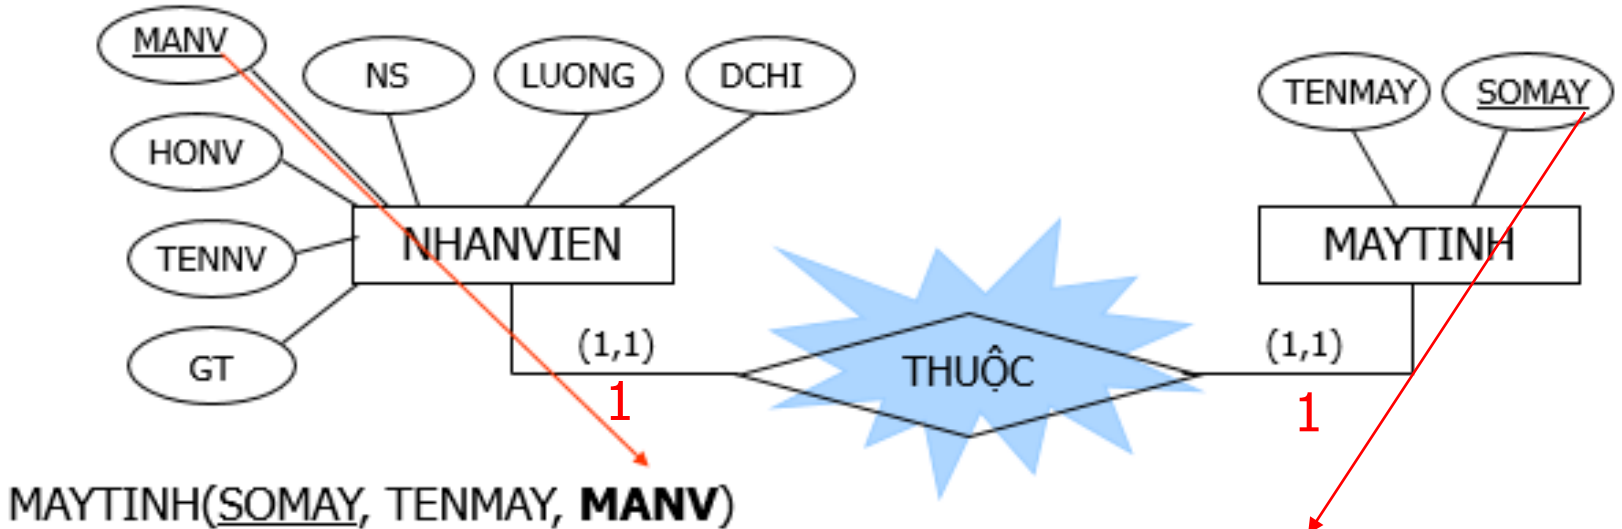 MANV
NS
LUONG
DCHI
TENMAY
SOMAY
HONV
TENNV
NHANVIEN
MAYTINH
GT
(1,1)
(1,1)
THUỘC
1
1
MAYTINH(SOMAY, TENMAY, MANV)